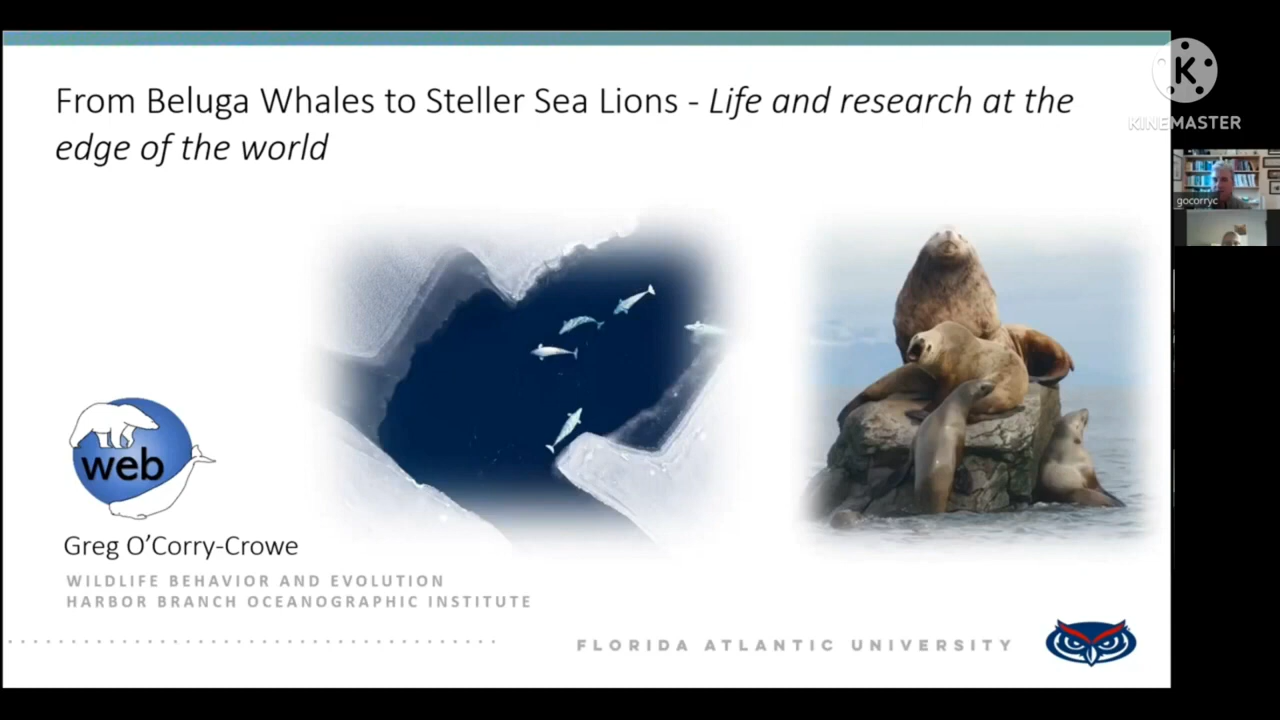 From Beluga Whales to Steller Sea Lions - Life and research at the
edge of the world
K
KINEMASTER
gocorryc
web
Greg O'Corry-Crowe
WILDLIFE BEHAVIOR AND EVOLUTION
HARBOR BRANCH OCEANOGRAPHIC INSTITUTE
FLORIDA ATLANTIC UNIVERSITY